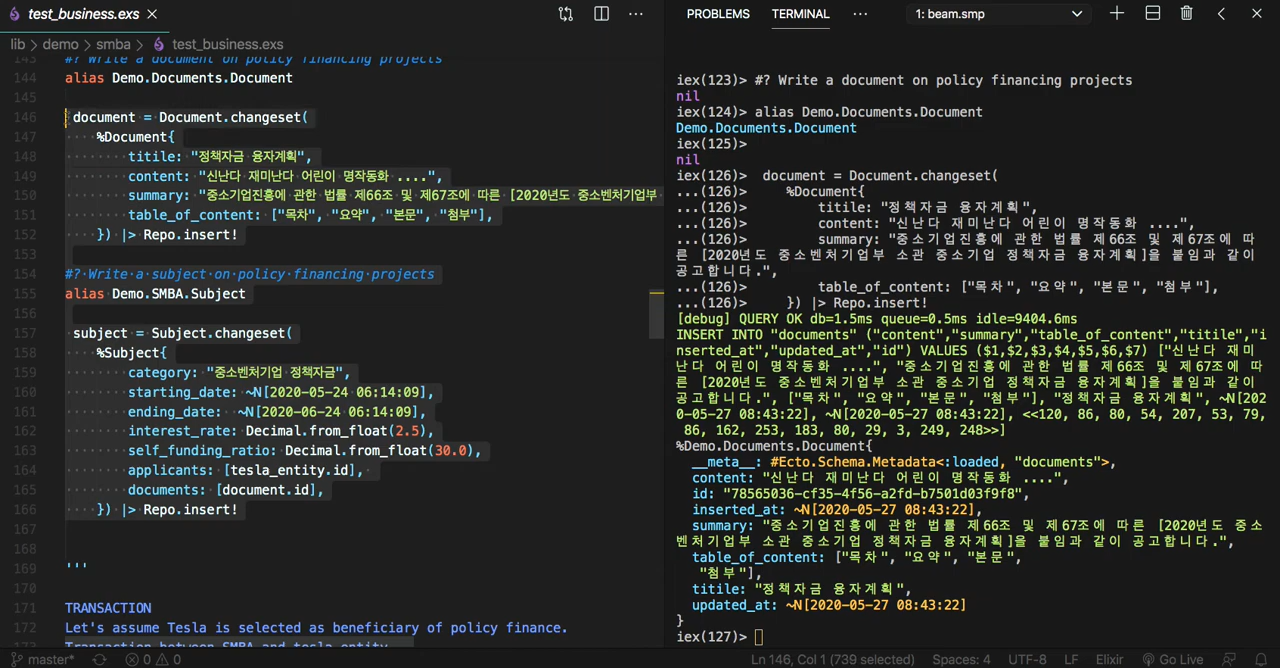 test_business.exs
PROBLEMS TERMINAL ... 1: beam.smp
lib > demo > smba > test_business.exs
143 #? Write a document on policy financing projects
144 alias Demo.Documents.Document
145
146 document = Document.changeset(
147 %Document{
148 titile: "정책자금 융자계획",
149 content: "신난다 재미난다 어린이 명작동화 ....",
150 summary: "중소기업진흥에 관한 법률 제66조 및 제67조에 따른 [2020년도 중소벤처기업부
151 table_of_content: ["목차", "요약", "본문", "첨부"],
152 }) |> Repo.insert!
153
154 #? Write a subject on policy financing projects
155 alias Demo.SMBA.Subject
156
157 subject = Subject.changeset(
158 %Subject{
159 category: "중소벤처기업 정책자금",
160 starting_date: ~N[2020-05-24 06:14:09],
161 ending_date: ~N[2020-06-24 06:14:09],
162 interest_rate: Decimal.from_float(2.5),
163 self_funding_ratio: Decimal.from_float(30.0),
164 applicants: [tesla_entity.id],
165 documents: [document.id],
166 }) |> Repo.insert!
167
168
169 '''
170
171 TRANSACTION
172 Let's assume Tesla is selected as beneficiary of policy finance.
173 Transaction between SMBA and tesla entity
iex(123)> #? Write a document on policy financing projects
nil
iex(124)> alias Demo.Documents.Document
Demo.Documents.Document
iex(125)>
nil
iex(126)> document = Document.changeset(
...(126)> %Document{
...(126)> titile: "정책자금 융자계획",
...(126)> content: "신난다 재미난다 어린이 명작동화 ....",
...(126)> summary: "중소기업진흥에 관한 법률 제66조 및 제67조에 따
른 [2020년도 중소벤처기업부 소관 중소기업 정책자금 융자계획]을 붙임과 같이
공고합니다.",
...(126)> table_of_content: ["목차", "요약", "본문", "첨부"],
...(126)> }) |> Repo.insert!
[debug] QUERY OK db=1.5ms queue=0.5ms idle=9404.6ms
INSERT INTO "documents" ("content","summary","table_of_content","titile","i
nserted_at","updated_at","id") VALUES ($1,$2,$3,$4,$5,$6,$7) ["신난다 재미
난다 어린이 명작동화 ....", "중소기업진흥에 관한 법률 제66조 및 제67조에 따
른 [2020년도 중소벤처기업부 소관 중소기업 정책자금 융자계획]을 붙임과 같이
공고합니다.", ["목차", "요약", "본문", "첨부"], "정책자금 융자계획", ~N[202
0-05-27 08:43:22], ~N[2020-05-27 08:43:22], <<120, 86, 80, 54, 207, 53, 79,
86, 162, 253, 183, 80, 29, 3, 249, 248>>]
%Demo.Documents.Document{
__meta__: #Ecto.Schema.Metadata<:loaded, "documents">,
content: "신난다 재미난다 어린이 명작동화 ....",
id: "78565036-cf35-4f56-a2fd-b7501d03f9f8",
inserted_at: ~N[2020-05-27 08:43:22],
summary: "중소기업진흥에 관한 법률 제66조 및 제67조에 따른 [2020년도 중소
벤처기업부 소관 중소기업 정책자금 융자계획]을 붙임과 같이 공고합니다.",
table_of_content: ["목차", "요약", "본문",
"첨부"],
titile: "정책자금 융자계획",
updated_at: ~N[2020-05-27 08:43:22]
}
iex(127)>
master* 0 0 Ln 146, Col 1 (739 selected) Spaces: 4 UTF-8 LF Elixir Go Live